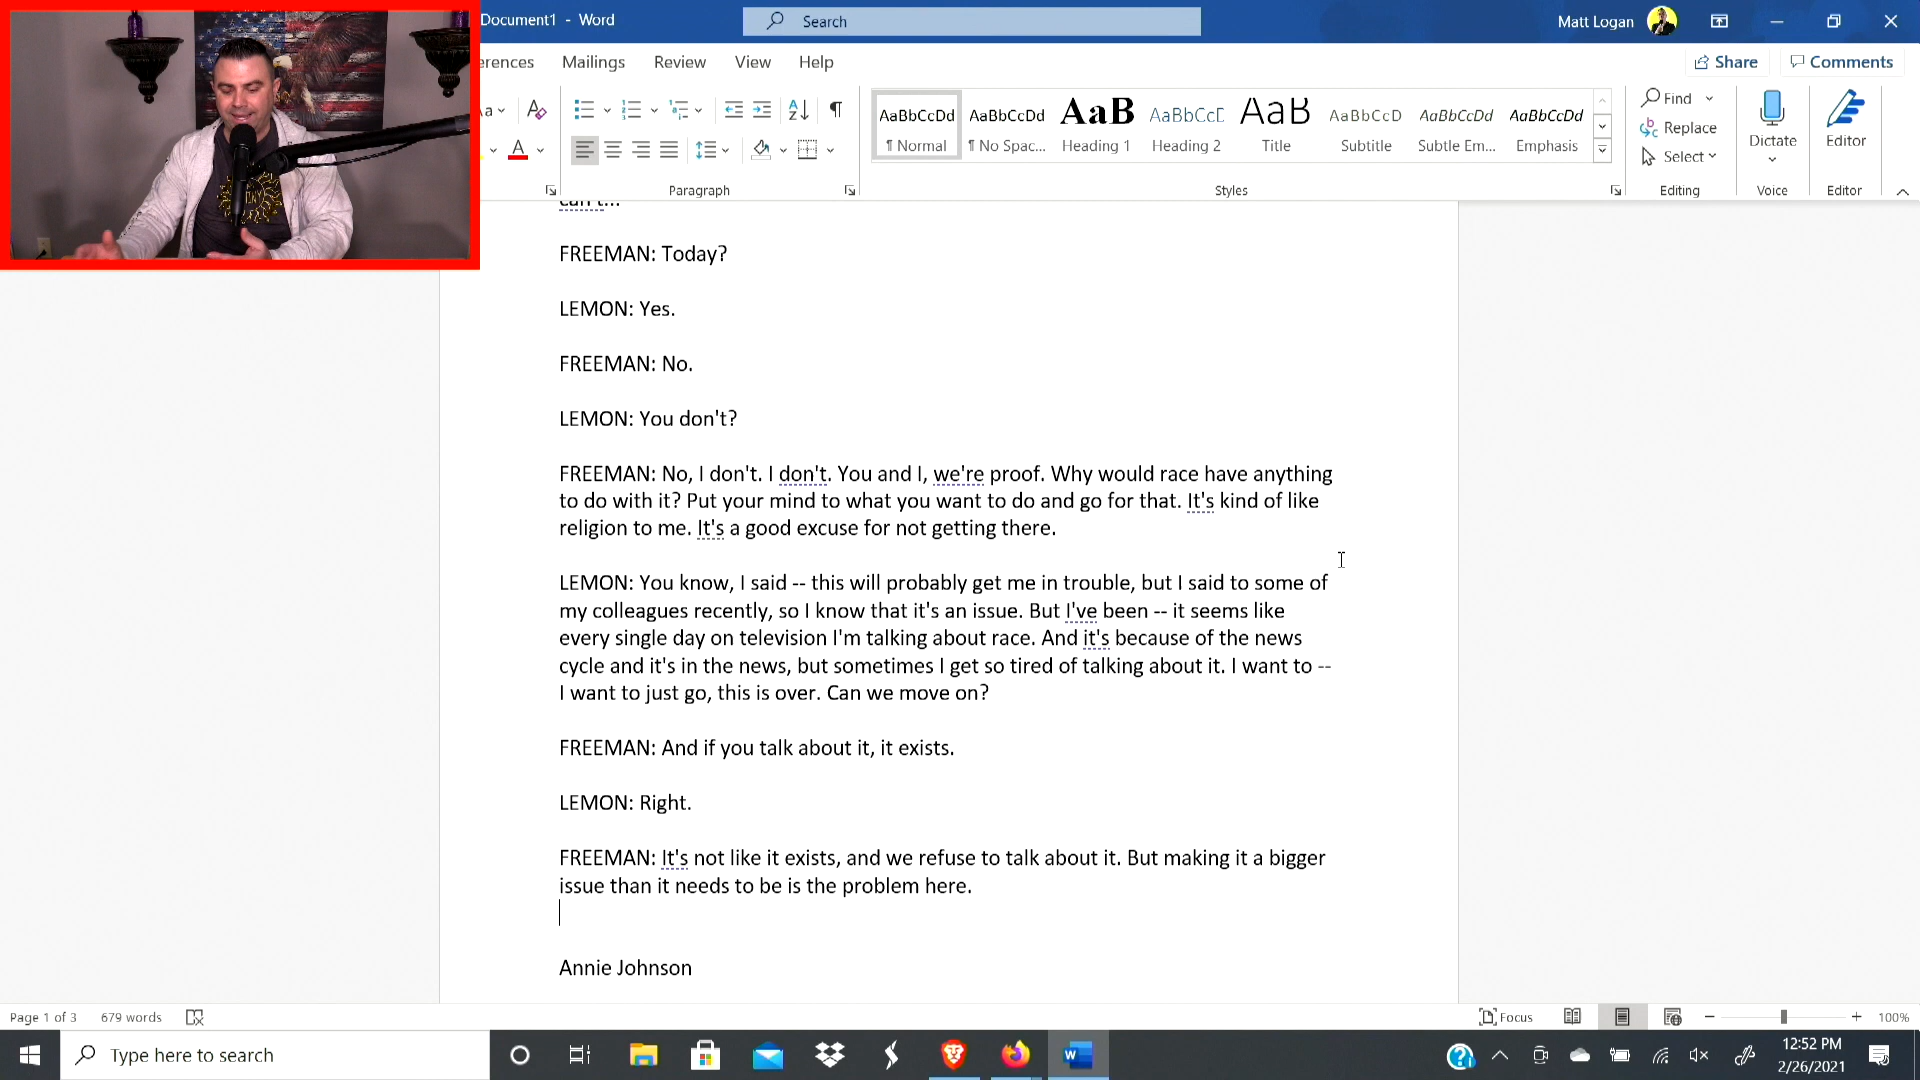 Document1 - Word
Search
Matt Logan
erences Mailings Review View Help
Share Comments
Aa
AaBbCcDd AaBbCcDd AaB AaBbCcC AaB AaBbCcD AaBbCcDd AaBbCcDd
¶ Normal ¶ No Spac... Heading 1 Heading 2 Title Subtitle Subtle Em... Emphasis
Find
Replace
Select
Dictate
Editor
Paragraph Styles Editing Voice Editor
can't...
FREEMAN: Today?
LEMON: Yes.
FREEMAN: No.
LEMON: You don't?
FREEMAN: No, I don't. I don't. You and I, we're proof. Why would race have anything
to do with it? Put your mind to what you want to do and go for that. It's kind of like
religion to me. It's a good excuse for not getting there.
LEMON: You know, I said -- this will probably get me in trouble, but I said to some of
my colleagues recently, so I know that it's an issue. But I've been -- it seems like
every single day on television I'm talking about race. And it's because of the news
cycle and it's in the news, but sometimes I get so tired of talking about it. I want to --
I want to just go, this is over. Can we move on?
FREEMAN: And if you talk about it, it exists.
LEMON: Right.
FREEMAN: It's not like it exists, and we refuse to talk about it. But making it a bigger
issue than it needs to be is the problem here.
Annie Johnson
Page 1 of 3 679 words
Focus
100%
Type here to search
12:52 PM
2/26/2021